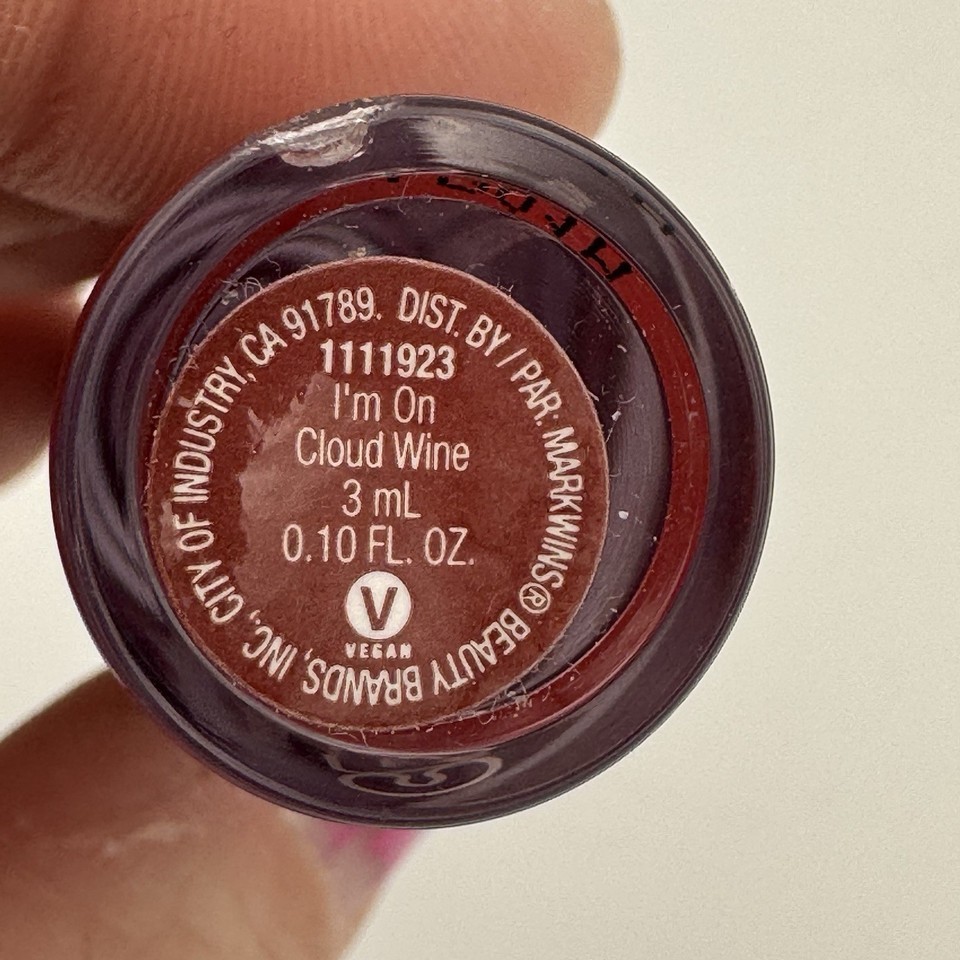 DIST. BY / PAR: MARKWINS® BEAUTY BRANDS, INC, CITY OF INDUSTRY, CA 91789.
1111923
I'm On
Cloud Wine
3 mL
0.10 FL. OZ.
V
VEGAN